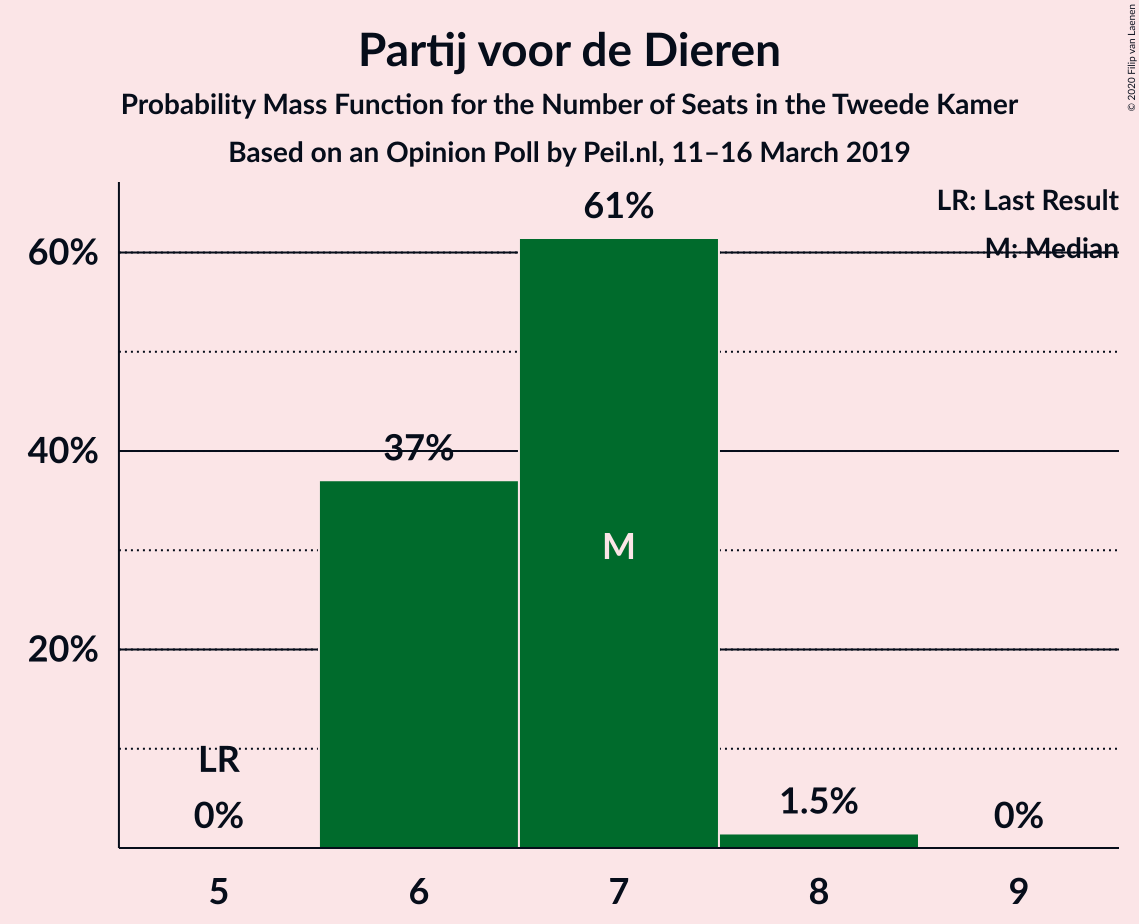 Partij voor de Dieren
Probability Mass Function for the Number of Seats in the Tweede Kamer
Based on an Opinion Poll by Peil.nl, 11–16 March 2019
© 2020 Filip van Laenen
LR: Last Result
M: Median
61%
60%
37%
40%
M
20%
LR
0%
1.5%
0%
5 6 7 8 9